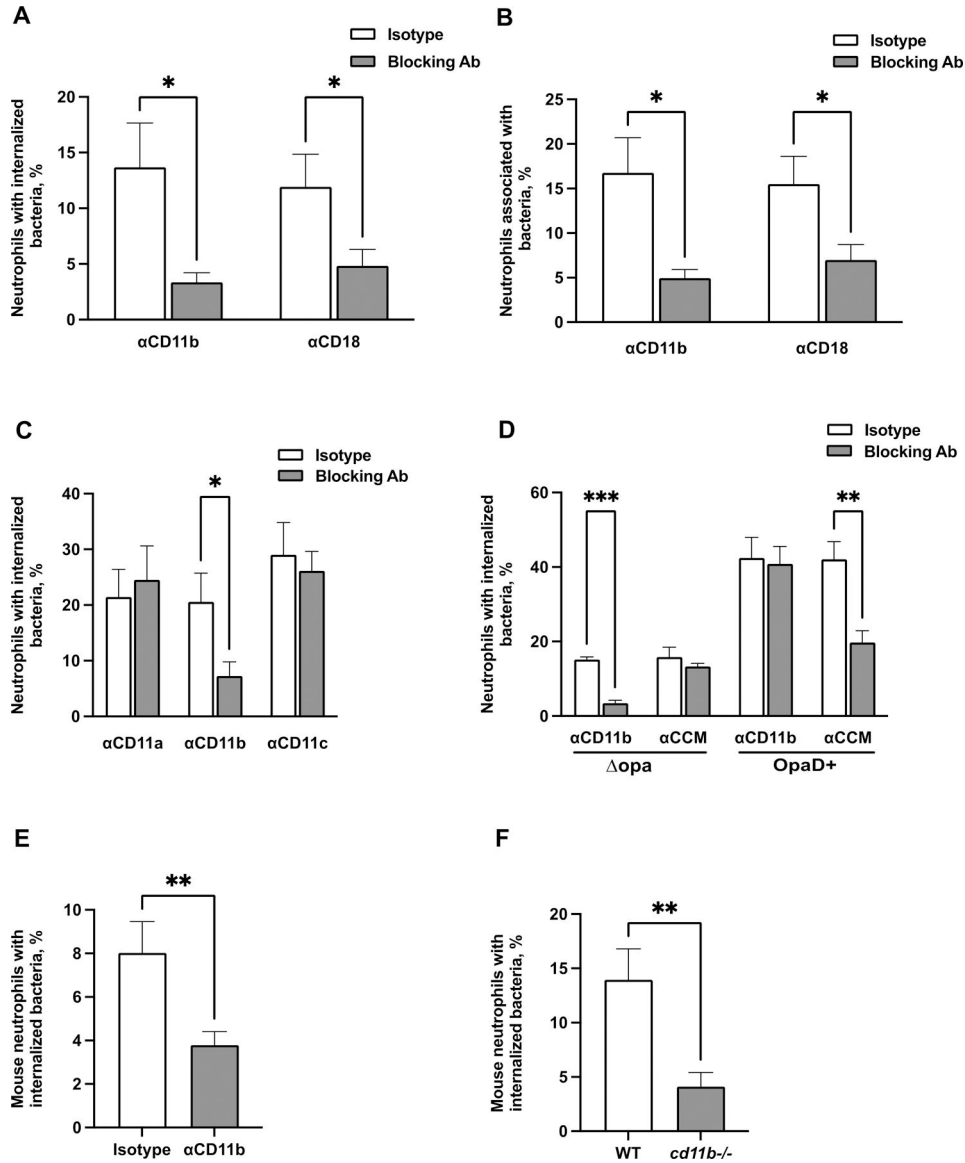 A
Isotype
Blocking Ab
Neutrophils with internalized
bacteria, %
20
15
10
5
0
*
*
αCD11b
αCD18
B
Isotype
Blocking Ab
Neutrophils associated with
bacteria, %
25
20
15
10
5
0
*
*
αCD11b
αCD18
C
Isotype
Blocking Ab
Neutrophils with internalized
bacteria, %
40
30
20
10
0
*
αCD11a
αCD11b
αCD11c
D
Isotype
Blocking Ab
Neutrophils with internalized
bacteria, %
60
40
20
0
***
**
αCD11b
αCCM
αCD11b
αCCM
Δopa
OpaD+
E
Mouse neutrophils with
internalized bacteria, %
10
8
6
4
2
0
**
Isotype
αCD11b
F
Mouse neutrophils with
internalized bacteria, %
20
15
10
5
0
**
WT
cd11b-/-